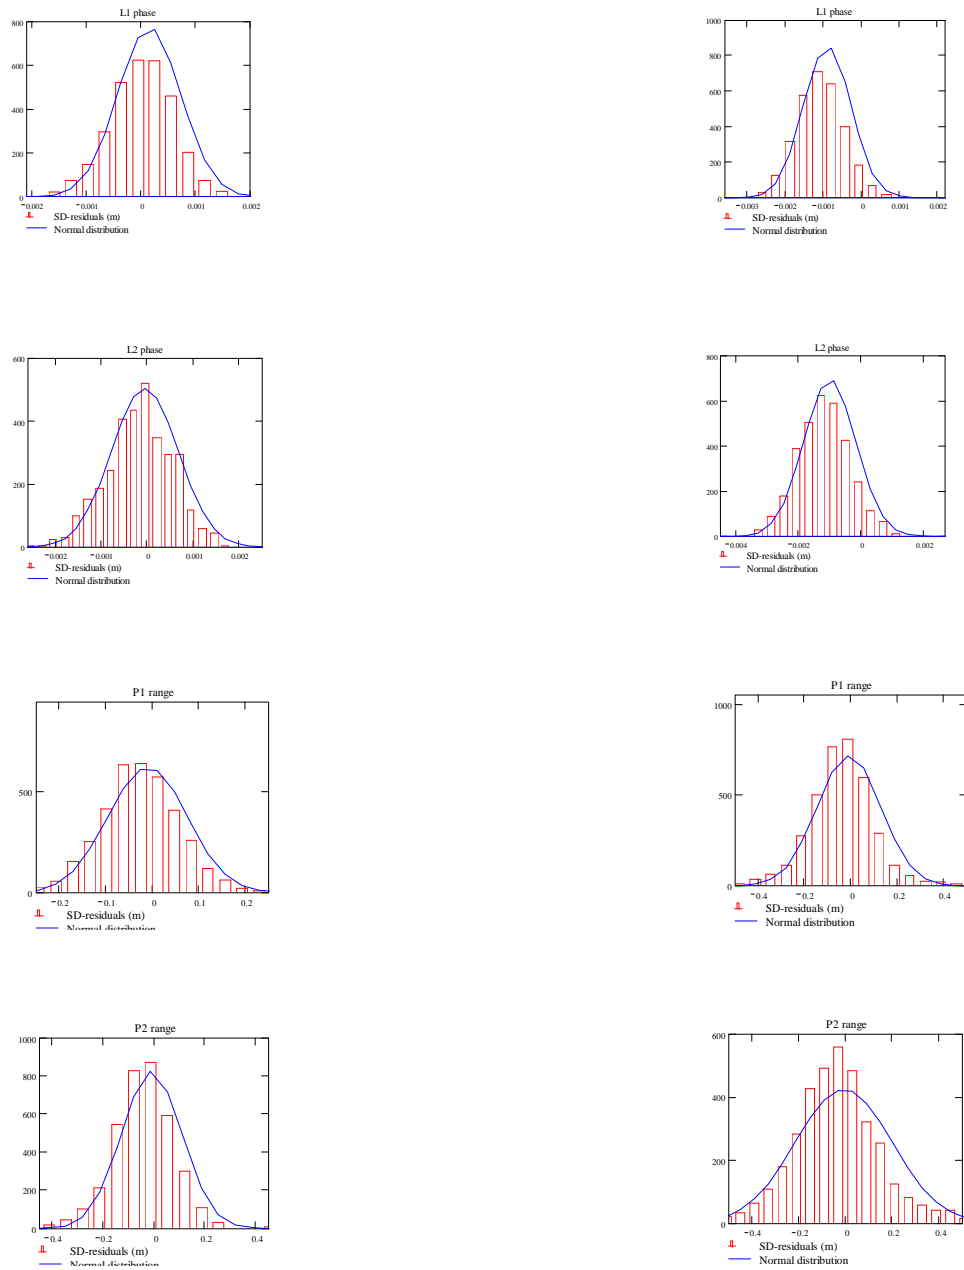 L1 phase
800
600
400
200
0
−0.002 −0.001 0 0.001 0.002
SD-residuals (m)
Normal distribution
L1 phase
1000
800
600
400
200
0
−0.003 −0.002 −0.001 0 0.001 0.002
SD-residuals (m)
Normal distribution
L2 phase
600
400
200
0
−0.002 −0.001 0 0.001 0.002
SD-residuals (m)
Normal distribution
L2 phase
800
600
400
200
0
−0.004 −0.002 0 0.002
SD-residuals (m)
Normal distribution
P1 range
500
0
−0.2 −0.1 0 0.1 0.2
SD-residuals (m)
Normal distribution
P1 range
1000
500
0
−0.4 −0.2 0 0.2 0.4
SD-residuals (m)
Normal distribution
P2 range
1000
800
600
400
200
0
−0.4 −0.2 0 0.2 0.4
SD-residuals (m)
Normal distribution
P2 range
600
400
200
0
−0.4 −0.2 0 0.2 0.4
SD-residuals (m)
Normal distribution